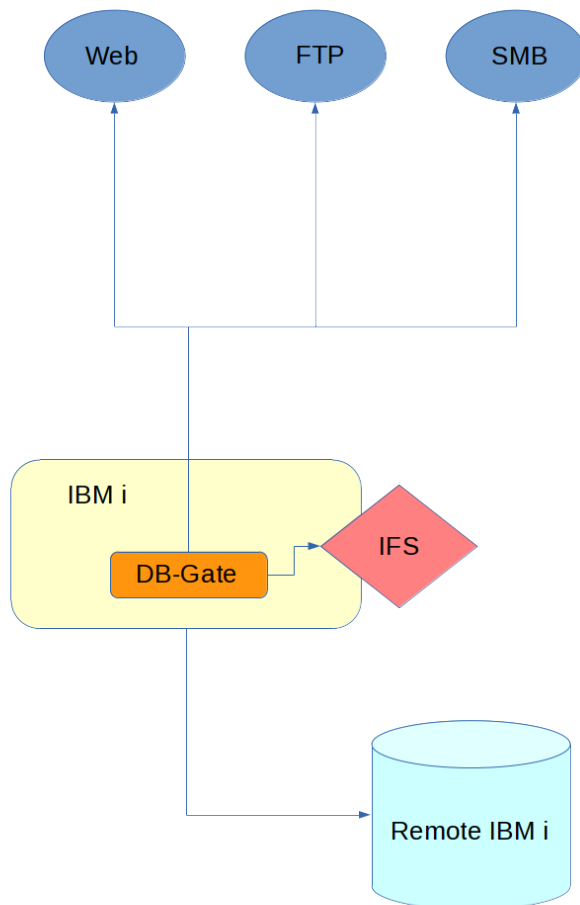 Web
FTP
SMB
IBM i
IFS
DB-Gate
Remote IBM i